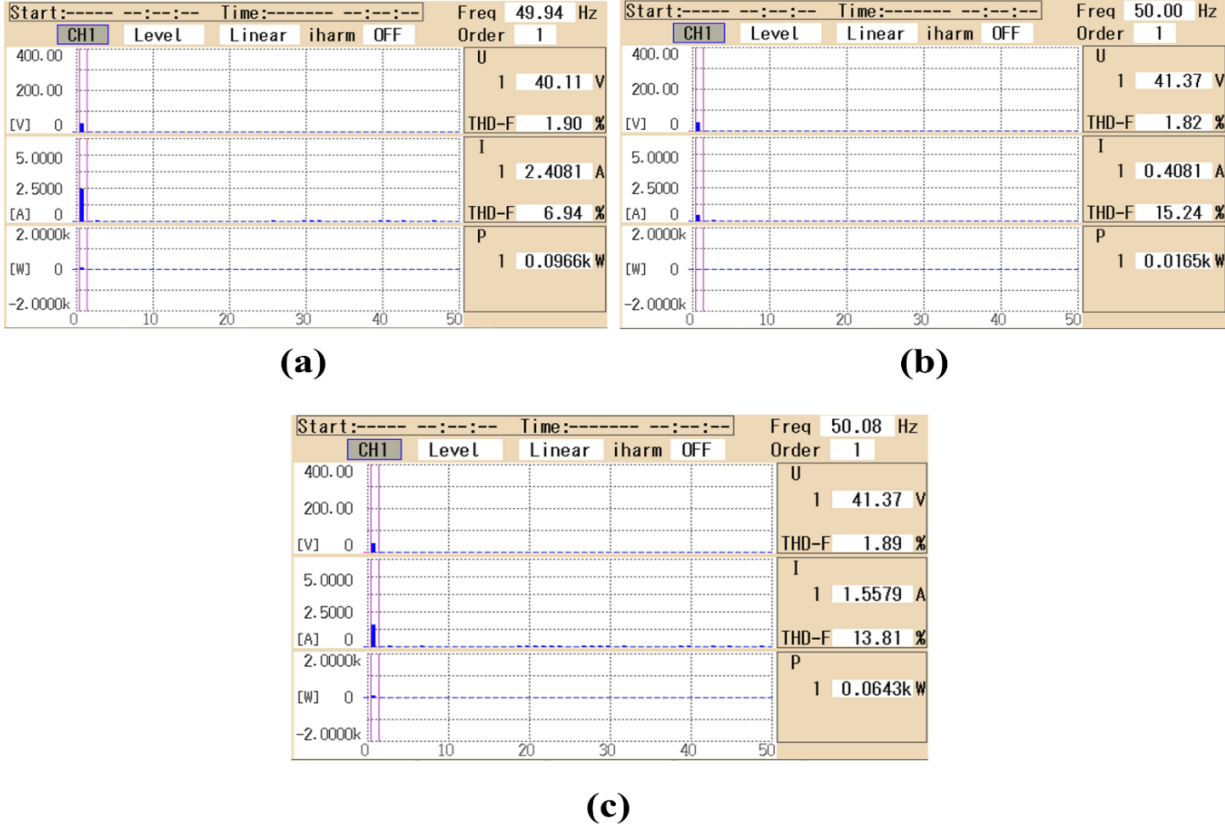 Start:----- --:--:-- Time:------- --:--:-- Freq 49.94 Hz
CH1 Level Linear iharm OFF Order 1
400.00 U
200.00 1 40.11 V
[V] 0 THD-F 1.90 %
5.0000 I
2.5000 1 2.4081 A
[A] 0 THD-F 6.94 %
2.0000k P
[W] 0 1 0.0966k W
-2.0000k
0 10 20 30 40 50
(a)
Start:----- --:--:-- Time:------- --:--:-- Freq 50.00 Hz
CH1 Level Linear iharm OFF Order 1
400.00 U
200.00 1 41.37 V
[V] 0 THD-F 1.82 %
5.0000 I
2.5000 1 0.4081 A
[A] 0 THD-F 15.24 %
2.0000k P
[W] 0 1 0.0165k W
-2.0000k
0 10 20 30 40 50
(b)
Start:----- --:--:-- Time:------- --:--:-- Freq 50.08 Hz
CH1 Level Linear iharm OFF Order 1
400.00 U
200.00 1 41.37 V
[V] 0 THD-F 1.89 %
5.0000 I
2.5000 1 1.5579 A
[A] 0 THD-F 13.81 %
2.0000k P
[W] 0 1 0.0643k W
-2.0000k
0 10 20 30 40 50
(c)